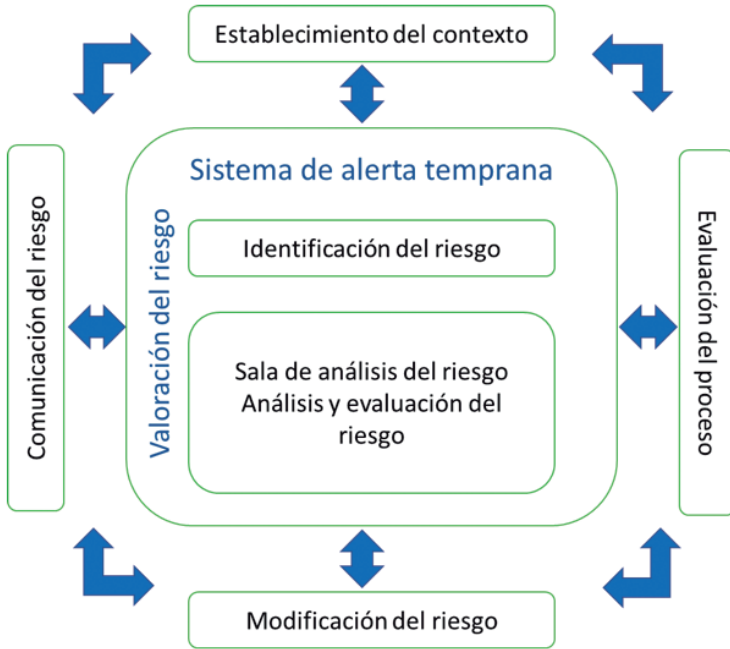 Establecimiento del contexto
Sistema de alerta temprana
Comunicación del riesgo
Valoración del riesgo
Identificación del riesgo
Sala de análisis del riesgo
Análisis y evaluación del
riesgo
Evaluación del proceso
Modificación del riesgo